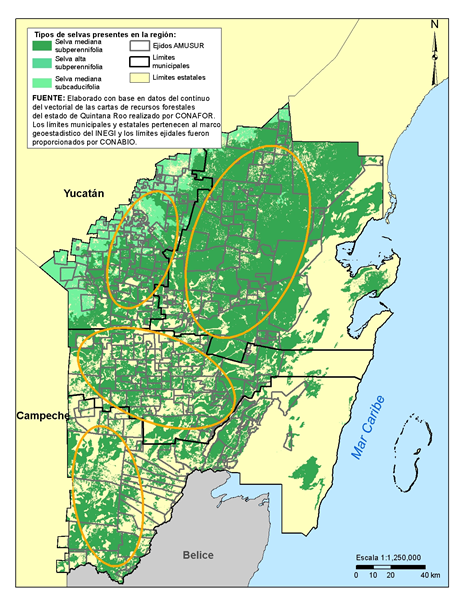 Tipos de selvas presentes en la región:
Selva mediana
subperennifolia
Selva alta
subperennifolia
Selva mediana
subcaducifolia
Ejidos AMUSUR
Límites
municipales
Limites estatales
FUENTE: Elaborado con base en datos del continuo
del vectorial de las cartas de recursos forestales
del estado de Quintana Roo realizado por CONAFOR.
Los límites municipales y estatales pertenecen al marco
geoestadístico del INEGI y los límites ejidales fueron
proporcionados por CONABIO.
N
Yucatán
Campeche
Mar Caribe
Belice
Escala 1:1,250,000
0 10 20 40 km